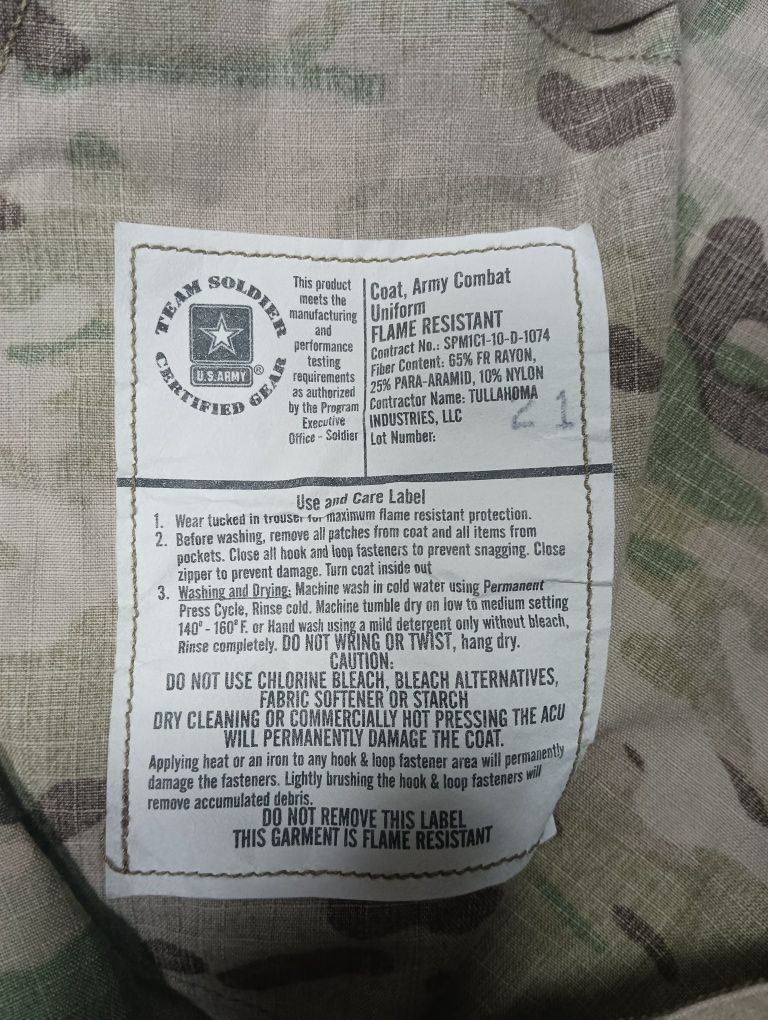 TEAM SOLDIER
U.S.ARMY ®
CERTIFIED GEAR
This product
meets the
manufacturing
and
performance
testing
requirements
as authorized
by the Program
Executive
Office - Soldier
Coat, Army Combat
Uniform
FLAME RESISTANT
Contract No.: SPM1C1-10-D-1074
Fiber Content: 65% FR RAYON,
25% PARA-ARAMID, 10% NYLON
Contractor Name: TULLAHOMA
INDUSTRIES, LLC
Lot Number:
21
Use and Care Label
1. Wear tucked in trouser for maximum flame resistant protection.
2. Before washing, remove all patches from coat and all items from
pockets. Close all hook and loop fasteners to prevent snagging. Close
zipper to prevent damage. Turn coat inside out
3. Washing and Drying: Machine wash in cold water using Permanent
Press Cycle, Rinse cold. Machine tumble dry on low to medium setting
140° - 160° F. or Hand wash using a mild detergent only without bleach,
Rinse completely. DO NOT WRING OR TWIST, hang dry.
CAUTION:
DO NOT USE CHLORINE BLEACH, BLEACH ALTERNATIVES,
FABRIC SOFTENER OR STARCH
DRY CLEANING OR COMMERCIALLY HOT PRESSING THE ACU
WILL PERMANENTLY DAMAGE THE COAT.
Applying heat or an iron to any hook & loop fastener area will permanently
damage the fasteners. Lightly brushing the hook & loop fasteners will
remove accumulated debris.
DO NOT REMOVE THIS LABEL
THIS GARMENT IS FLAME RESISTANT